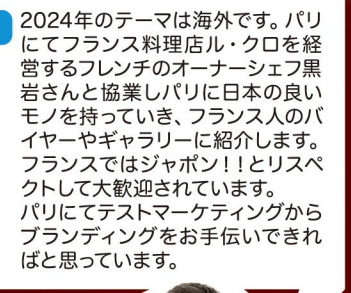 2024年のテーマは海外です。パリ
にてフランス料理店ル・クロを経
営するフレンチのオーナーシェフ黒
岩さんと協業しパリに日本の良い
モノを持っていき、フランス人のバ
イヤーやギャラリーに紹介します。
フランスではジャポン!!とリスペ
クトして大歓迎されています。
パリにてテストマーケティングから
ブランディングをお手伝いできれ
ばと思っています。